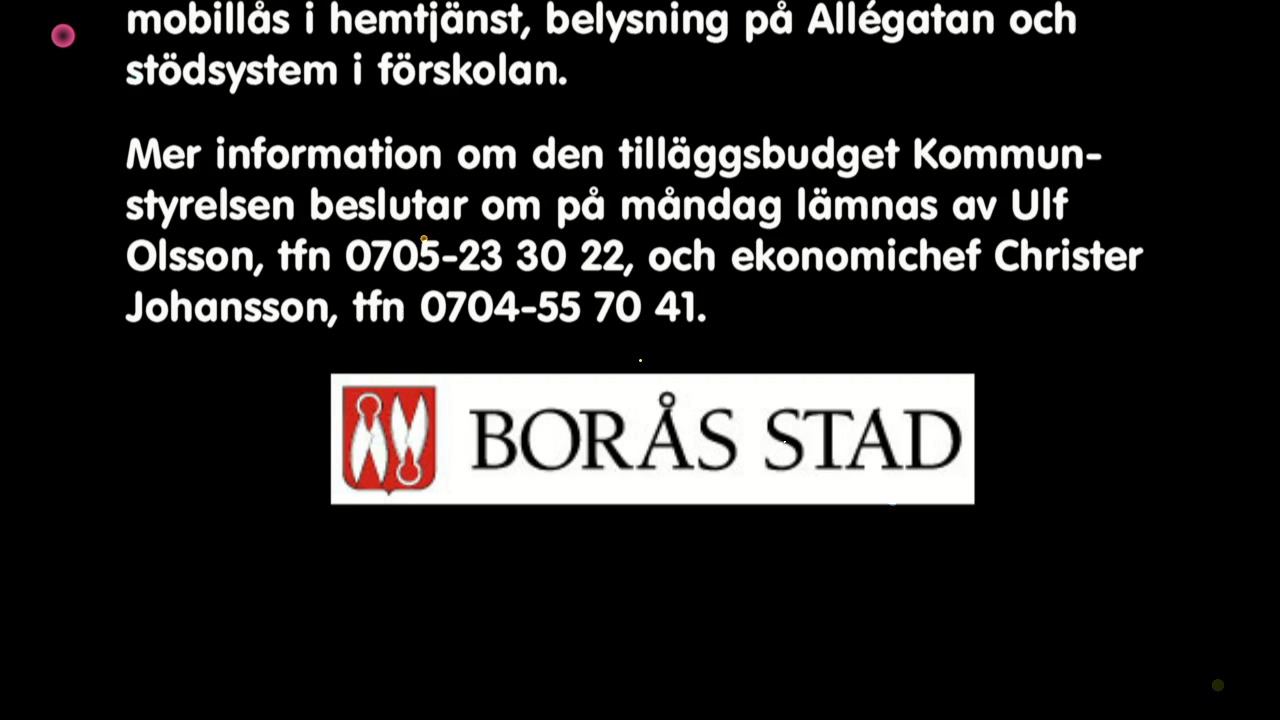 mobillås i hemtjänst, belysning på Allégatan och
stödsystem i förskolan.
Mer information om den tilläggsbudget Kommun-
styrelsen beslutar om på måndag lämnas av Ulf
Olsson, tfn 0705-23 30 22, och ekonomichef Christer
Johansson, tfn 0704-55 70 41.
BORÅS STAD